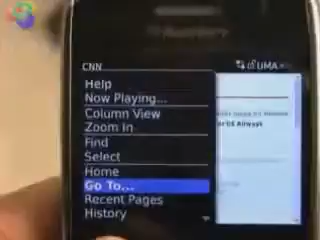 CNN
UMA
Help
Now Playing...
Column View
Zoom In
Find
Select
Home
Go To...
Recent Pages
History